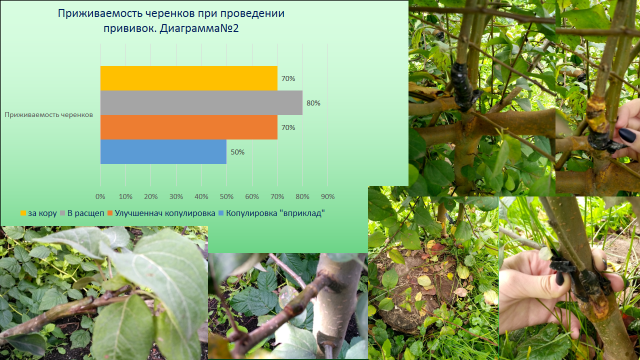 Приживаемость черенков при проведении
прививок. Диаграмма№2
70%
80%
Приживаемость черенков
70%
50%
0% 10% 20% 30% 40% 50% 60% 70% 80% 90%
за кору В расщеп Улучшеннач копулировка Копулировка "вприклад"